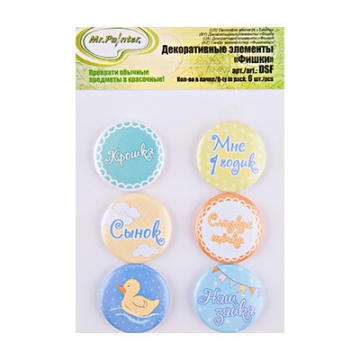 Mr.Painter
Декоративные элементы
«Фишки»
арт./art.: DSF
Кол-во в пачке/Q-ty in pack: 6 шт./pcs
Преврати обычные
предметы в красочные!
Крошка
Мне
1 годик
Сынок
Сладкие
щёчки
Наш
зайка